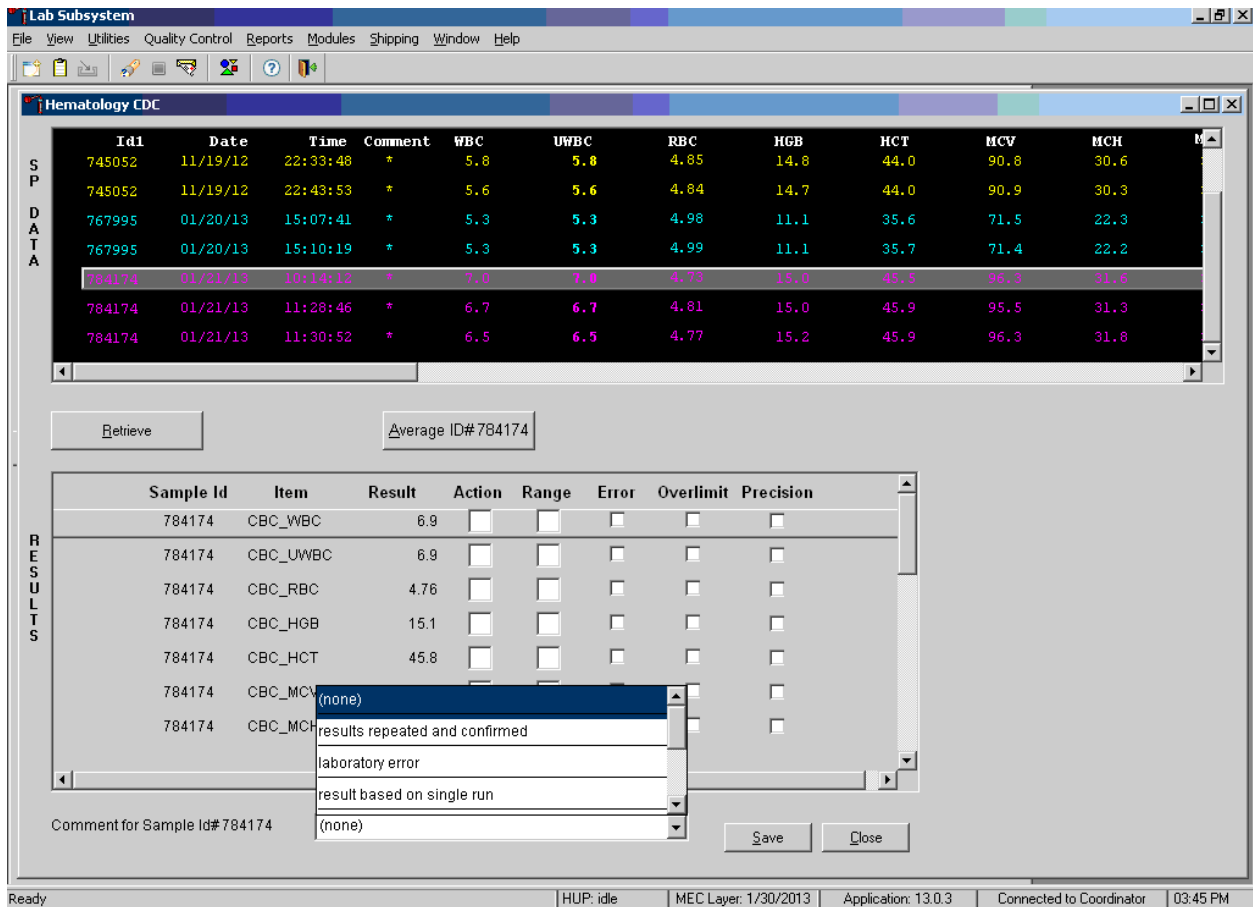 Lab Subsystem
File View Utilities Quality Control Reports Modules Shipping Window Help
Hematology CDC
SP DATA
Id1 Date Time Comment WBC UWBC RBC HGB HCT MCV MCH
745052 11/19/12 22:33:48 * 5.8 5.8 4.85 14.8 44.0 90.8 30.6
745052 11/19/12 22:43:53 * 5.6 5.6 4.84 14.7 44.0 90.9 30.3
767995 01/20/13 15:07:41 * 5.3 5.3 4.98 11.1 35.6 71.5 22.3
767995 01/20/13 15:10:19 * 5.3 5.3 4.99 11.1 35.7 71.4 22.2
784174 01/21/13 * 15.0
784174 01/21/13 11:28:46 * 6.7 6.7 4.81 15.0 45.9 95.5 31.3
784174 01/21/13 11:30:52 * 6.5 6.5 4.77 15.2 45.9 96.3 31.8
Retrieve Average ID# 784174
RESULTS
Sample Id Item Result Action Range Error Overlimit Precision
784174 CBC_WBC 6.9
784174 CBC_UWBC 6.9
784174 CBC_RBC 4.76
784174 CBC_HGB 15.1
784174 CBC_HCT 45.8
784174 CBC_MCV
784174 CBC_MCH
(none)
results repeated and confirmed
laboratory error
result based on single run
Comment for Sample Id# 784174 (none) Save Close
Ready HUP: idle MEC Layer: 1/30/2013 Application: 13.0.3 Connected to Coordinator 03:45 PM